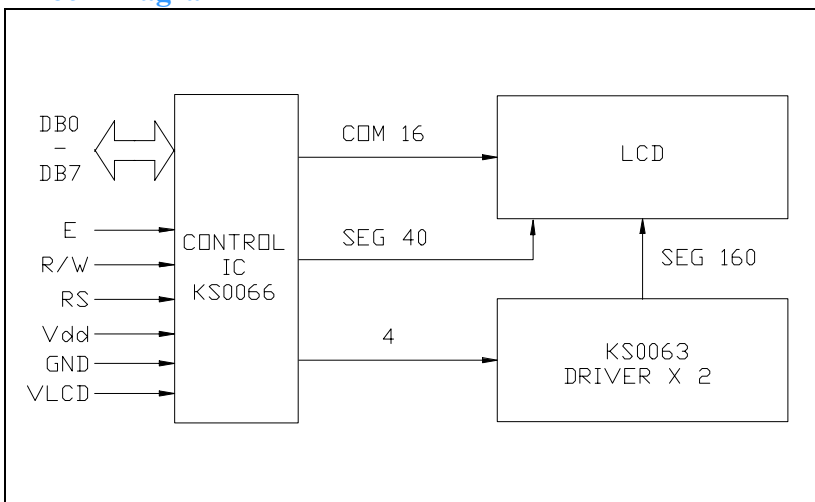 DB0
-
DB7
E
R/W
RS
Vdd
GND
VLCD
CONTROL
IC
KS0066
COM 16
SEG 40
4
LCD
SEG 160
KS0063
DRIVER X 2